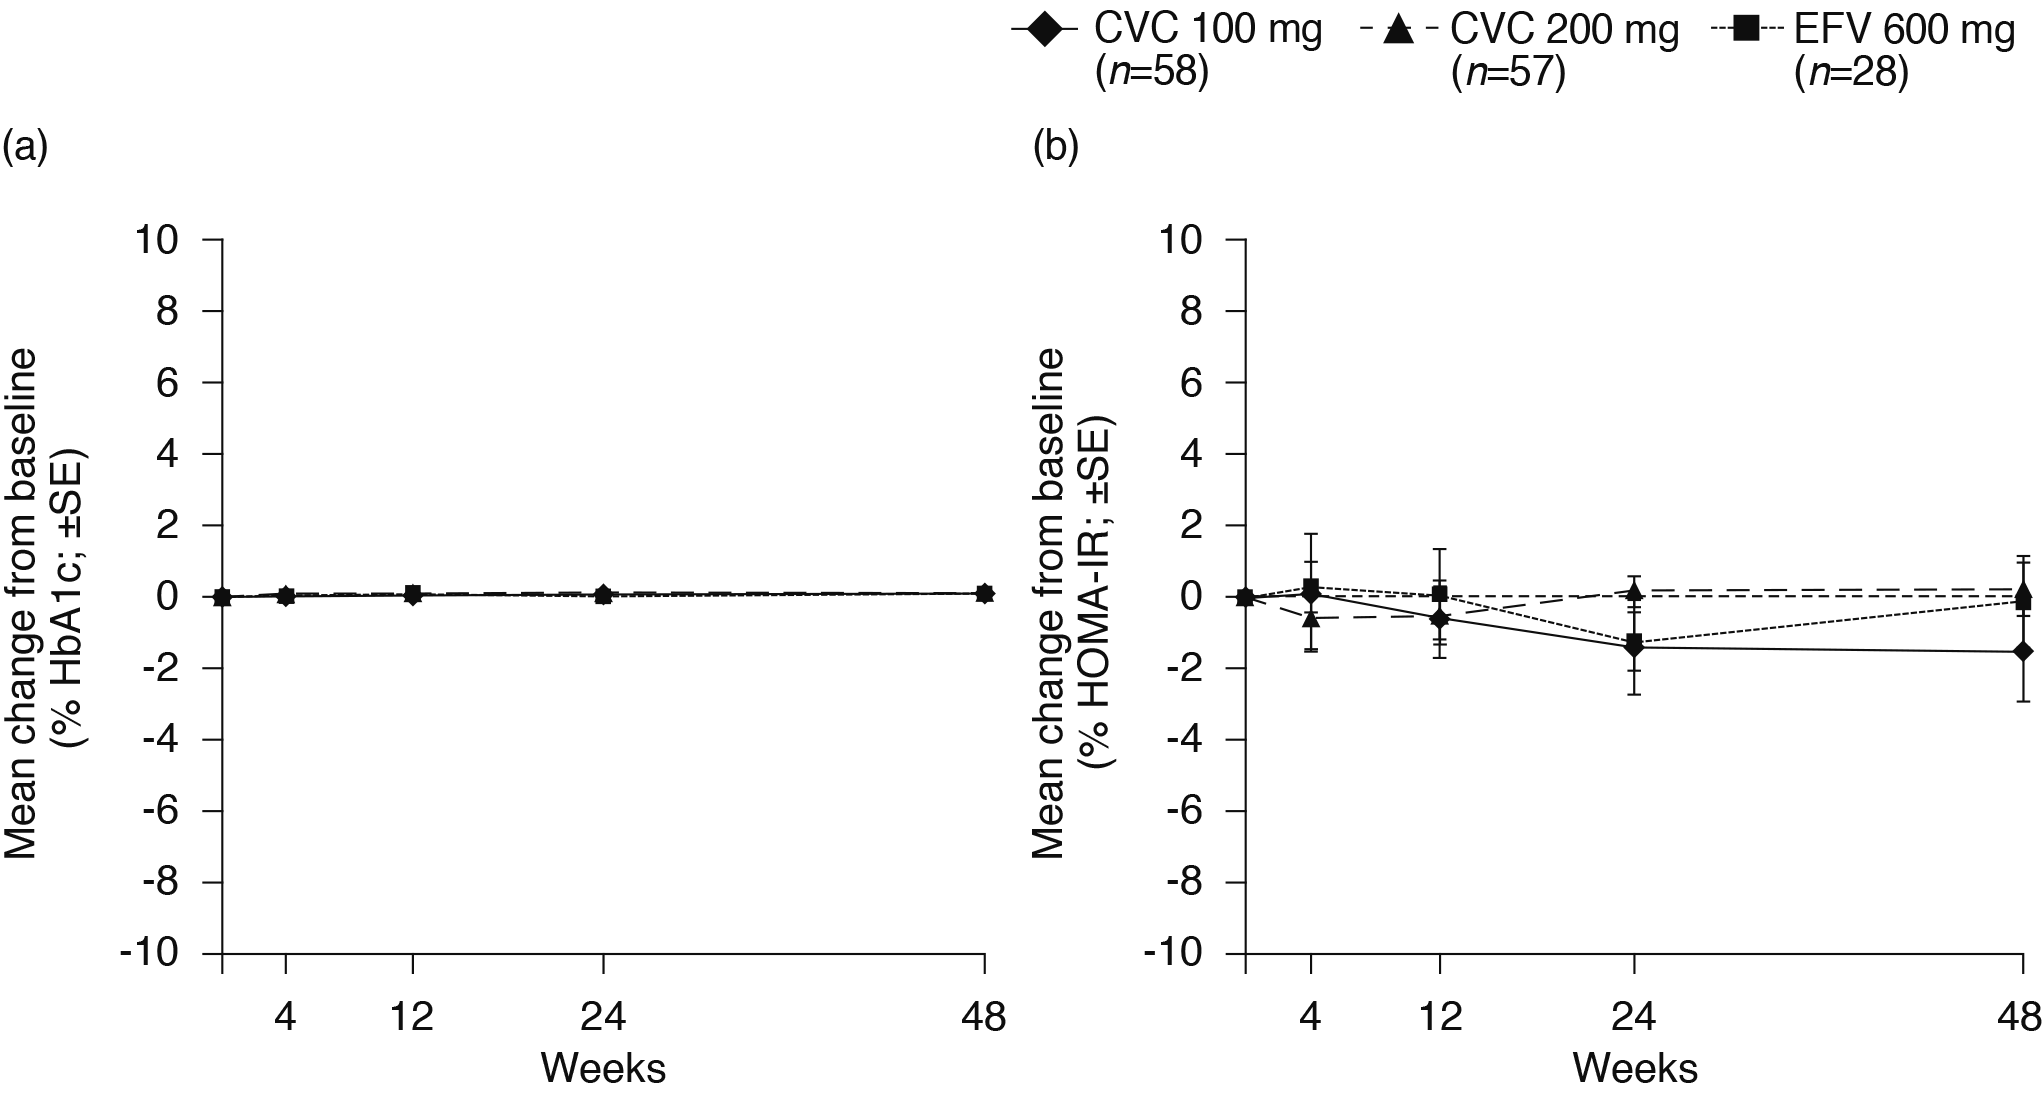 CVC 100 mg
(n=58)
CVC 200 mg
(n=57)
EFV 600 mg
(n=28)
(a)
Mean change from baseline
(% HbA1c; ±SE)
10
8
6
4
2
0
-2
-4
-6
-8
-10
4 12 24 48
Weeks
(b)
Mean change from baseline
(% HOMA-IR; ±SE)
10
8
6
4
2
0
-2
-4
-6
-8
-10
4 12 24 48
Weeks